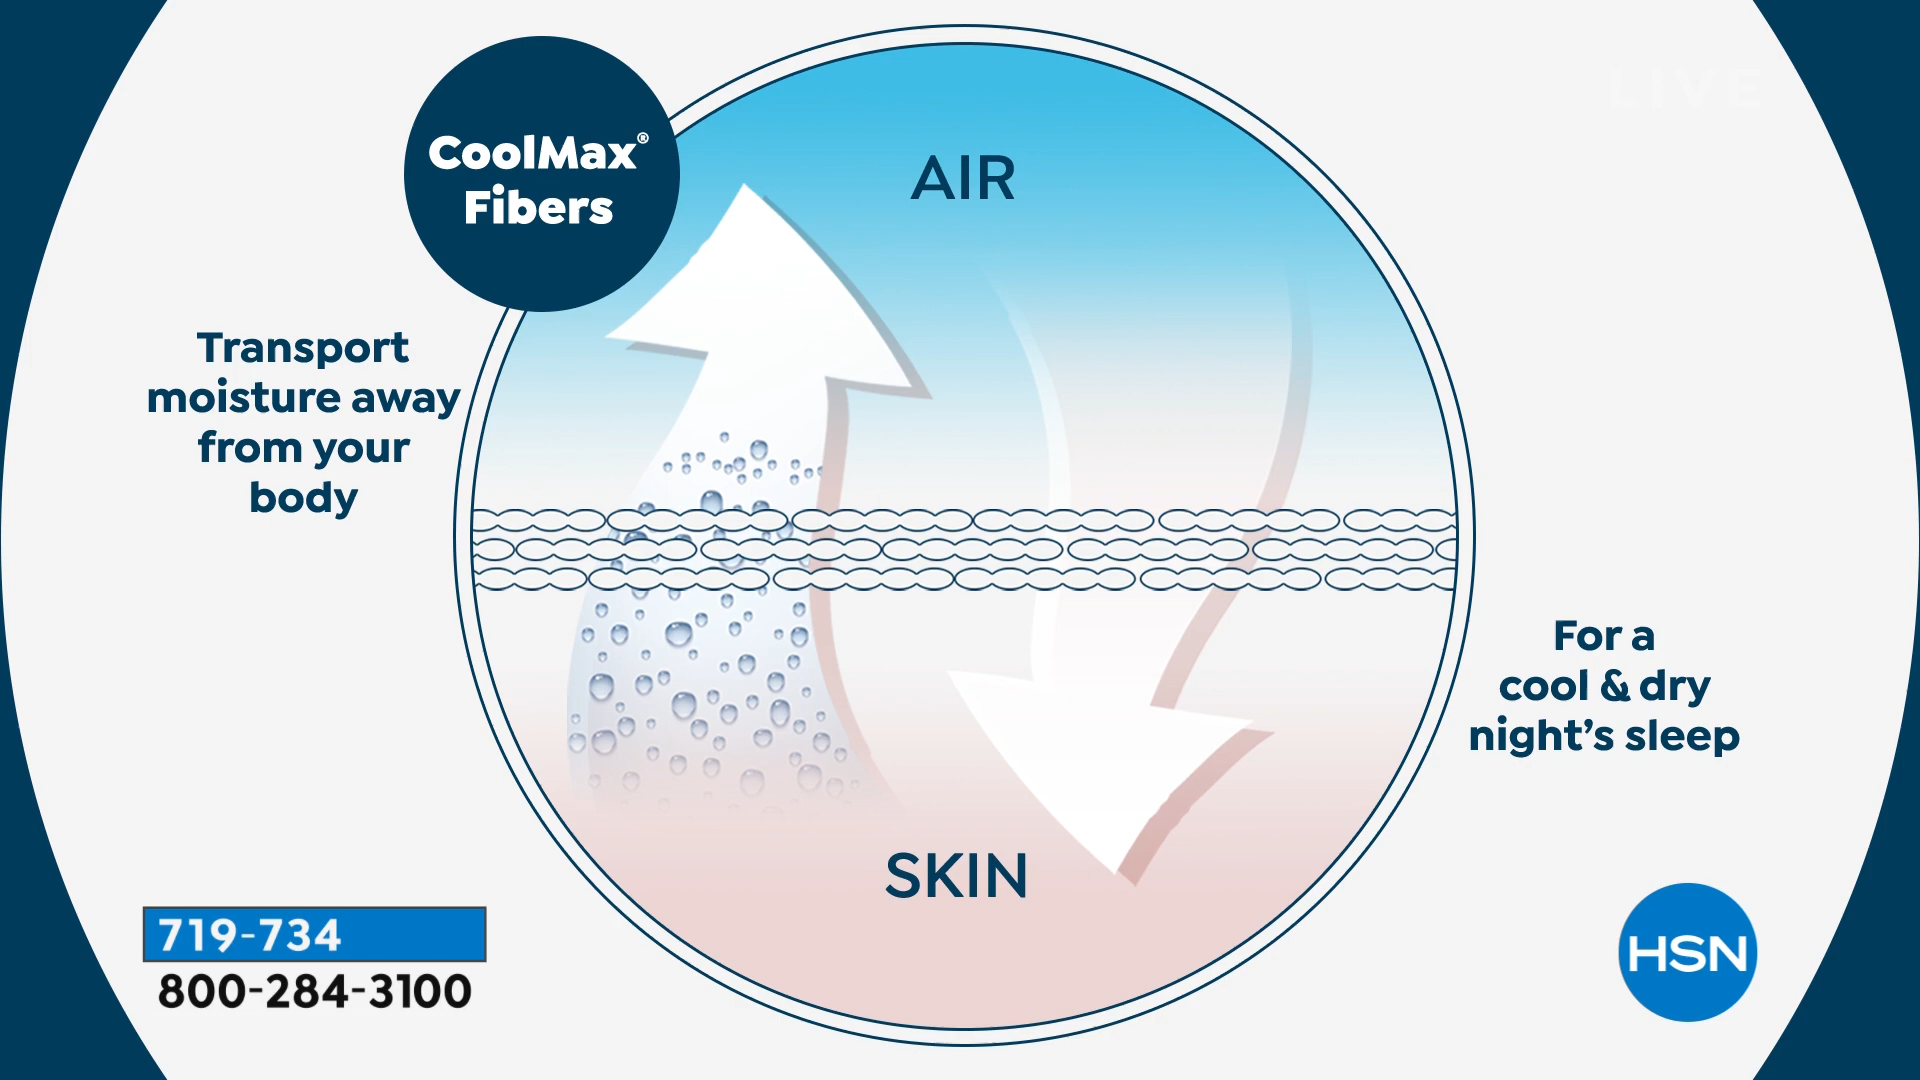 LIVE
CoolMax®
Fibers
AIR
Transport
moisture away
from your
body
For a
cool & dry
night's sleep
SKIN
719-734
800-284-3100
HSN